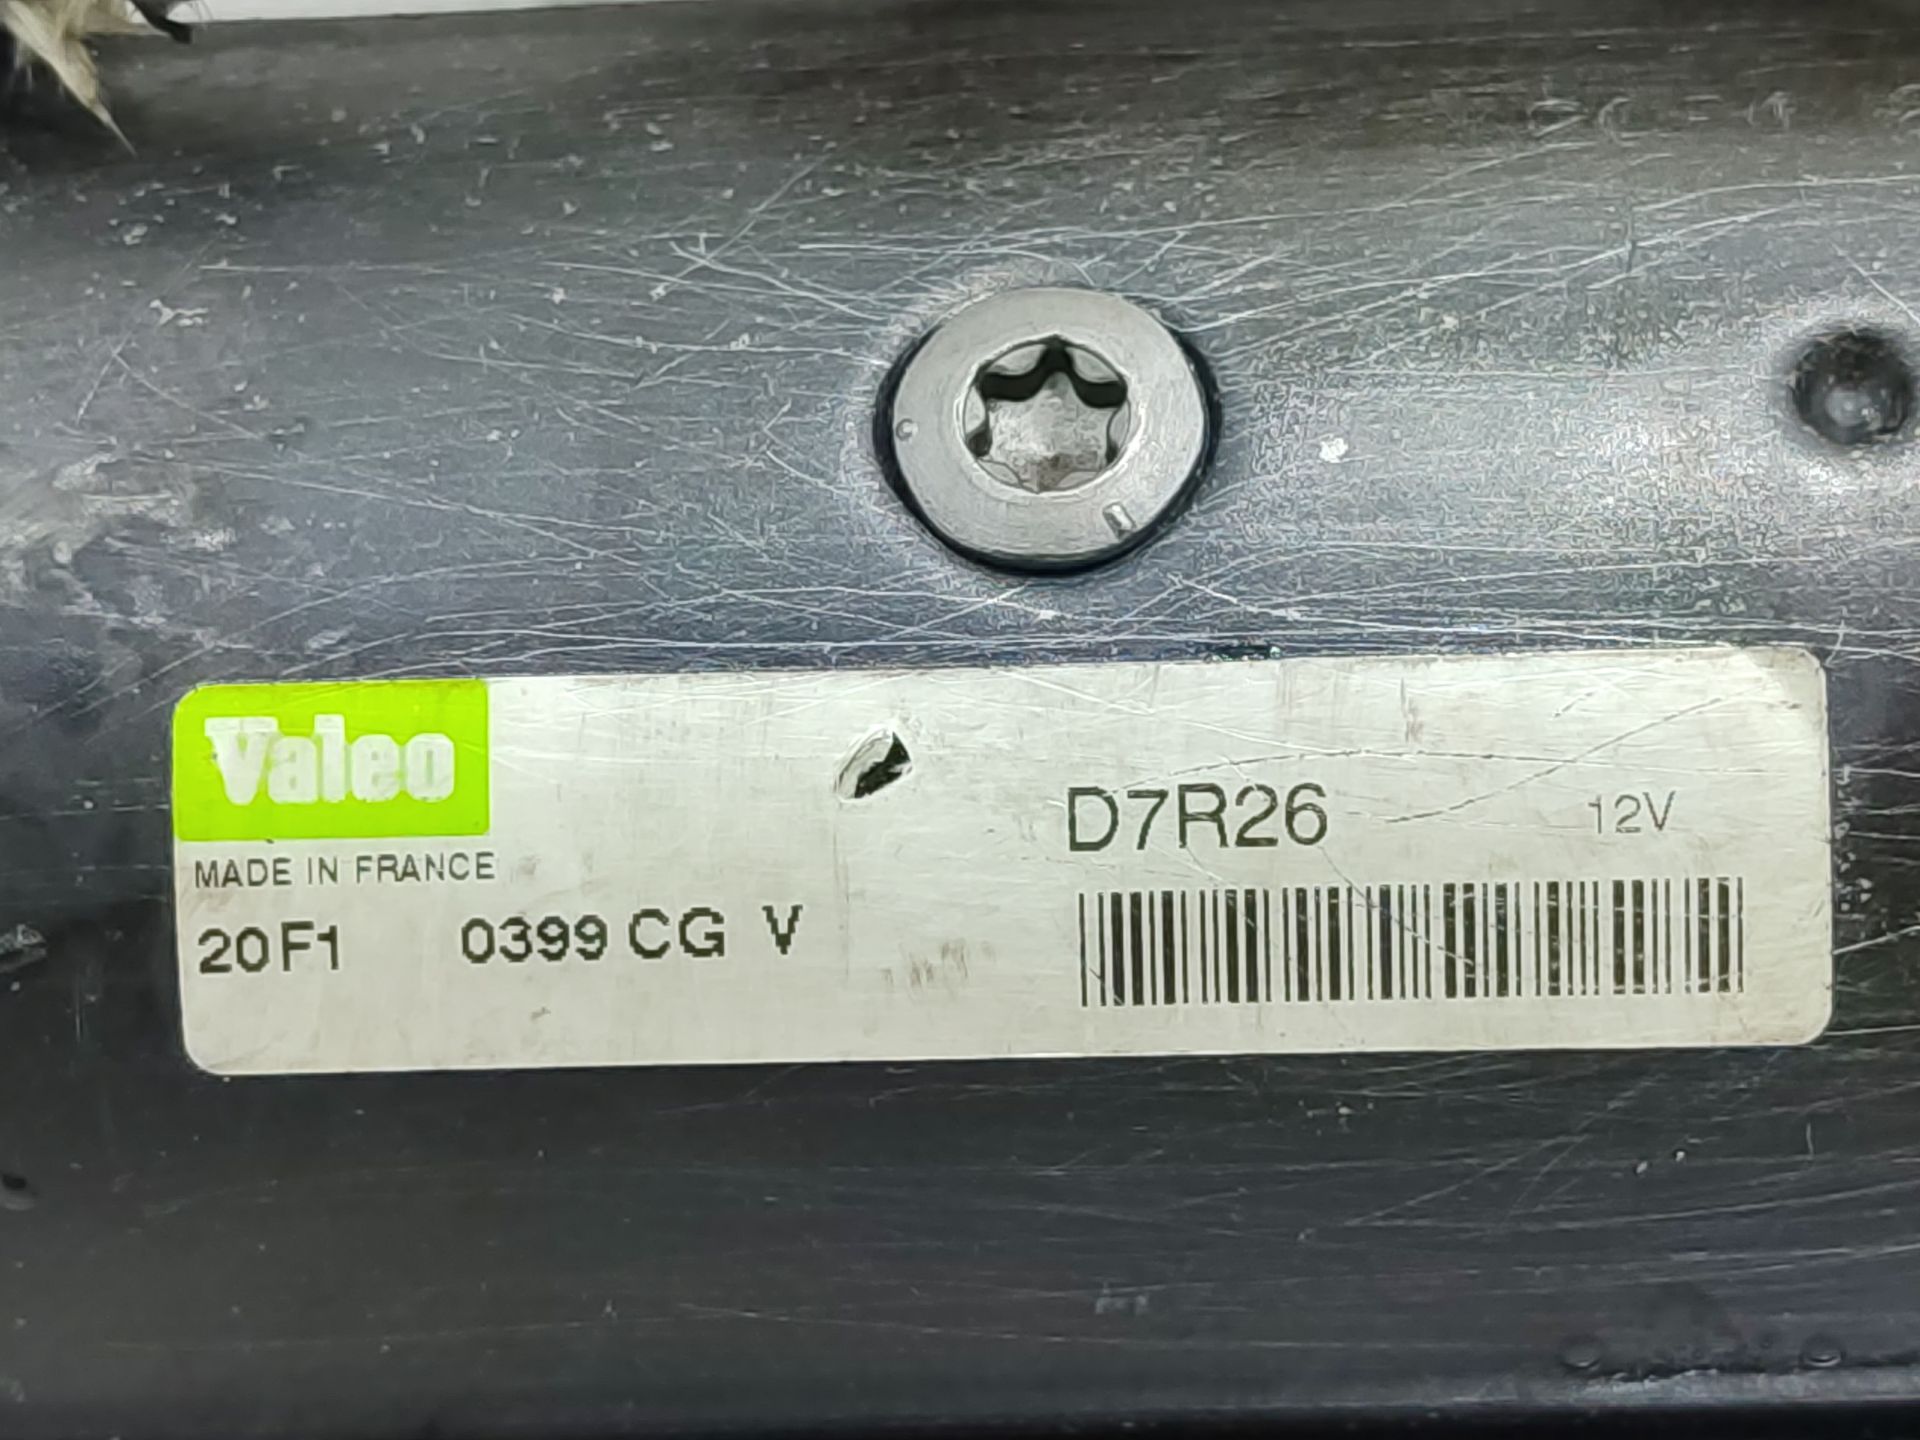 Valeo
D7R26 12V
MADE IN FRANCE
20F1 0399 CG V